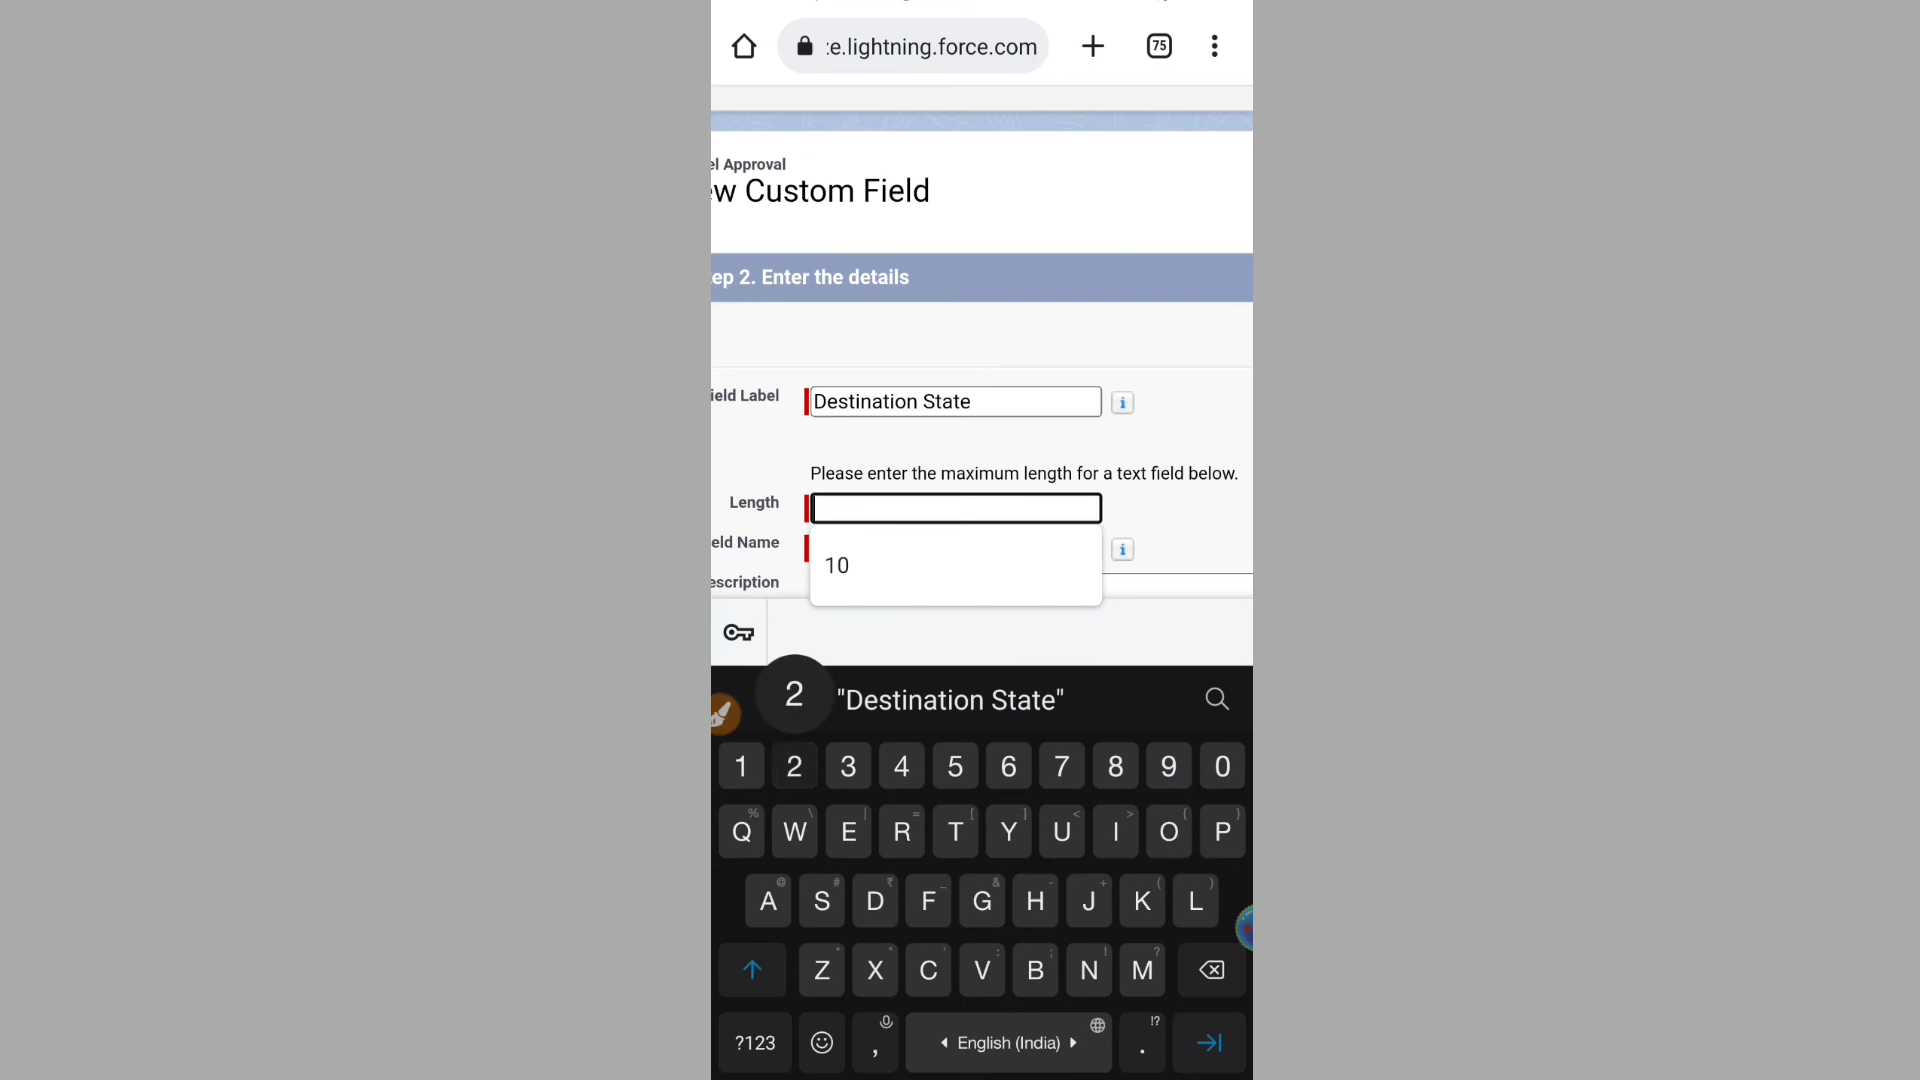 :e.lightning.force.com
75
el Approval
ew Custom Field
ep 2. Enter the details
ield Label
Destination State
i
Please enter the maximum length for a text field below.
Length
eld Name
i
10
escription
2
"Destination State"
1 2 3 4 5 6 7 8 9 0
% \ | = [ ] < > { }
Q W E R T Y U I O P
@ # ₹ _ & - + ( )
A S D F G H J K L
* " ' : ; ! ?
Z X C V B N M
!?
?123 , English (India) .